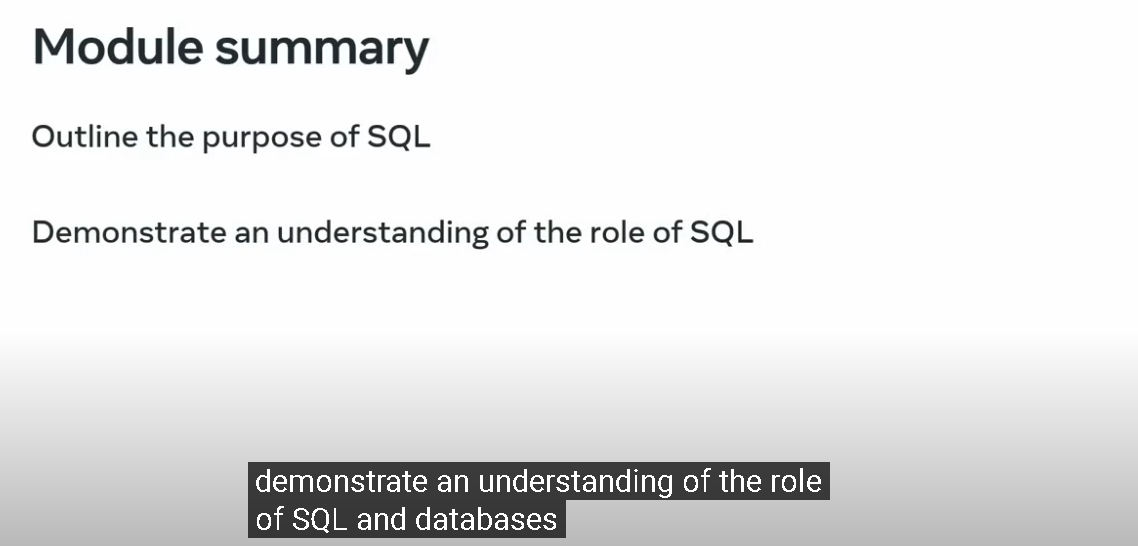 Module summary
Outline the purpose of SQL
Demonstrate an understanding of the role of SQL
demonstrate an understanding of the role
of SQL and databases